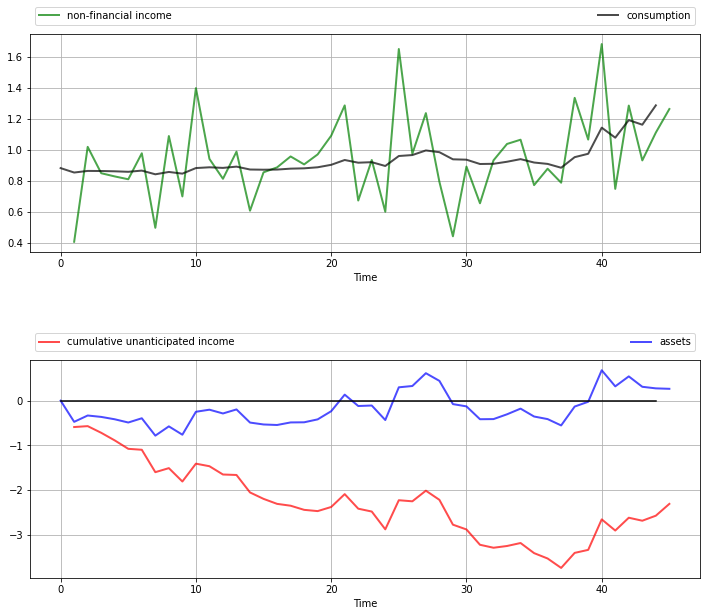 non-financial income consumption
1.6
1.4
1.2
1.0
0.8
0.6
0.4
0 10 20 30 40
Time
cumulative unanticipated income assets
0
−1
−2
−3
0 10 20 30 40
Time